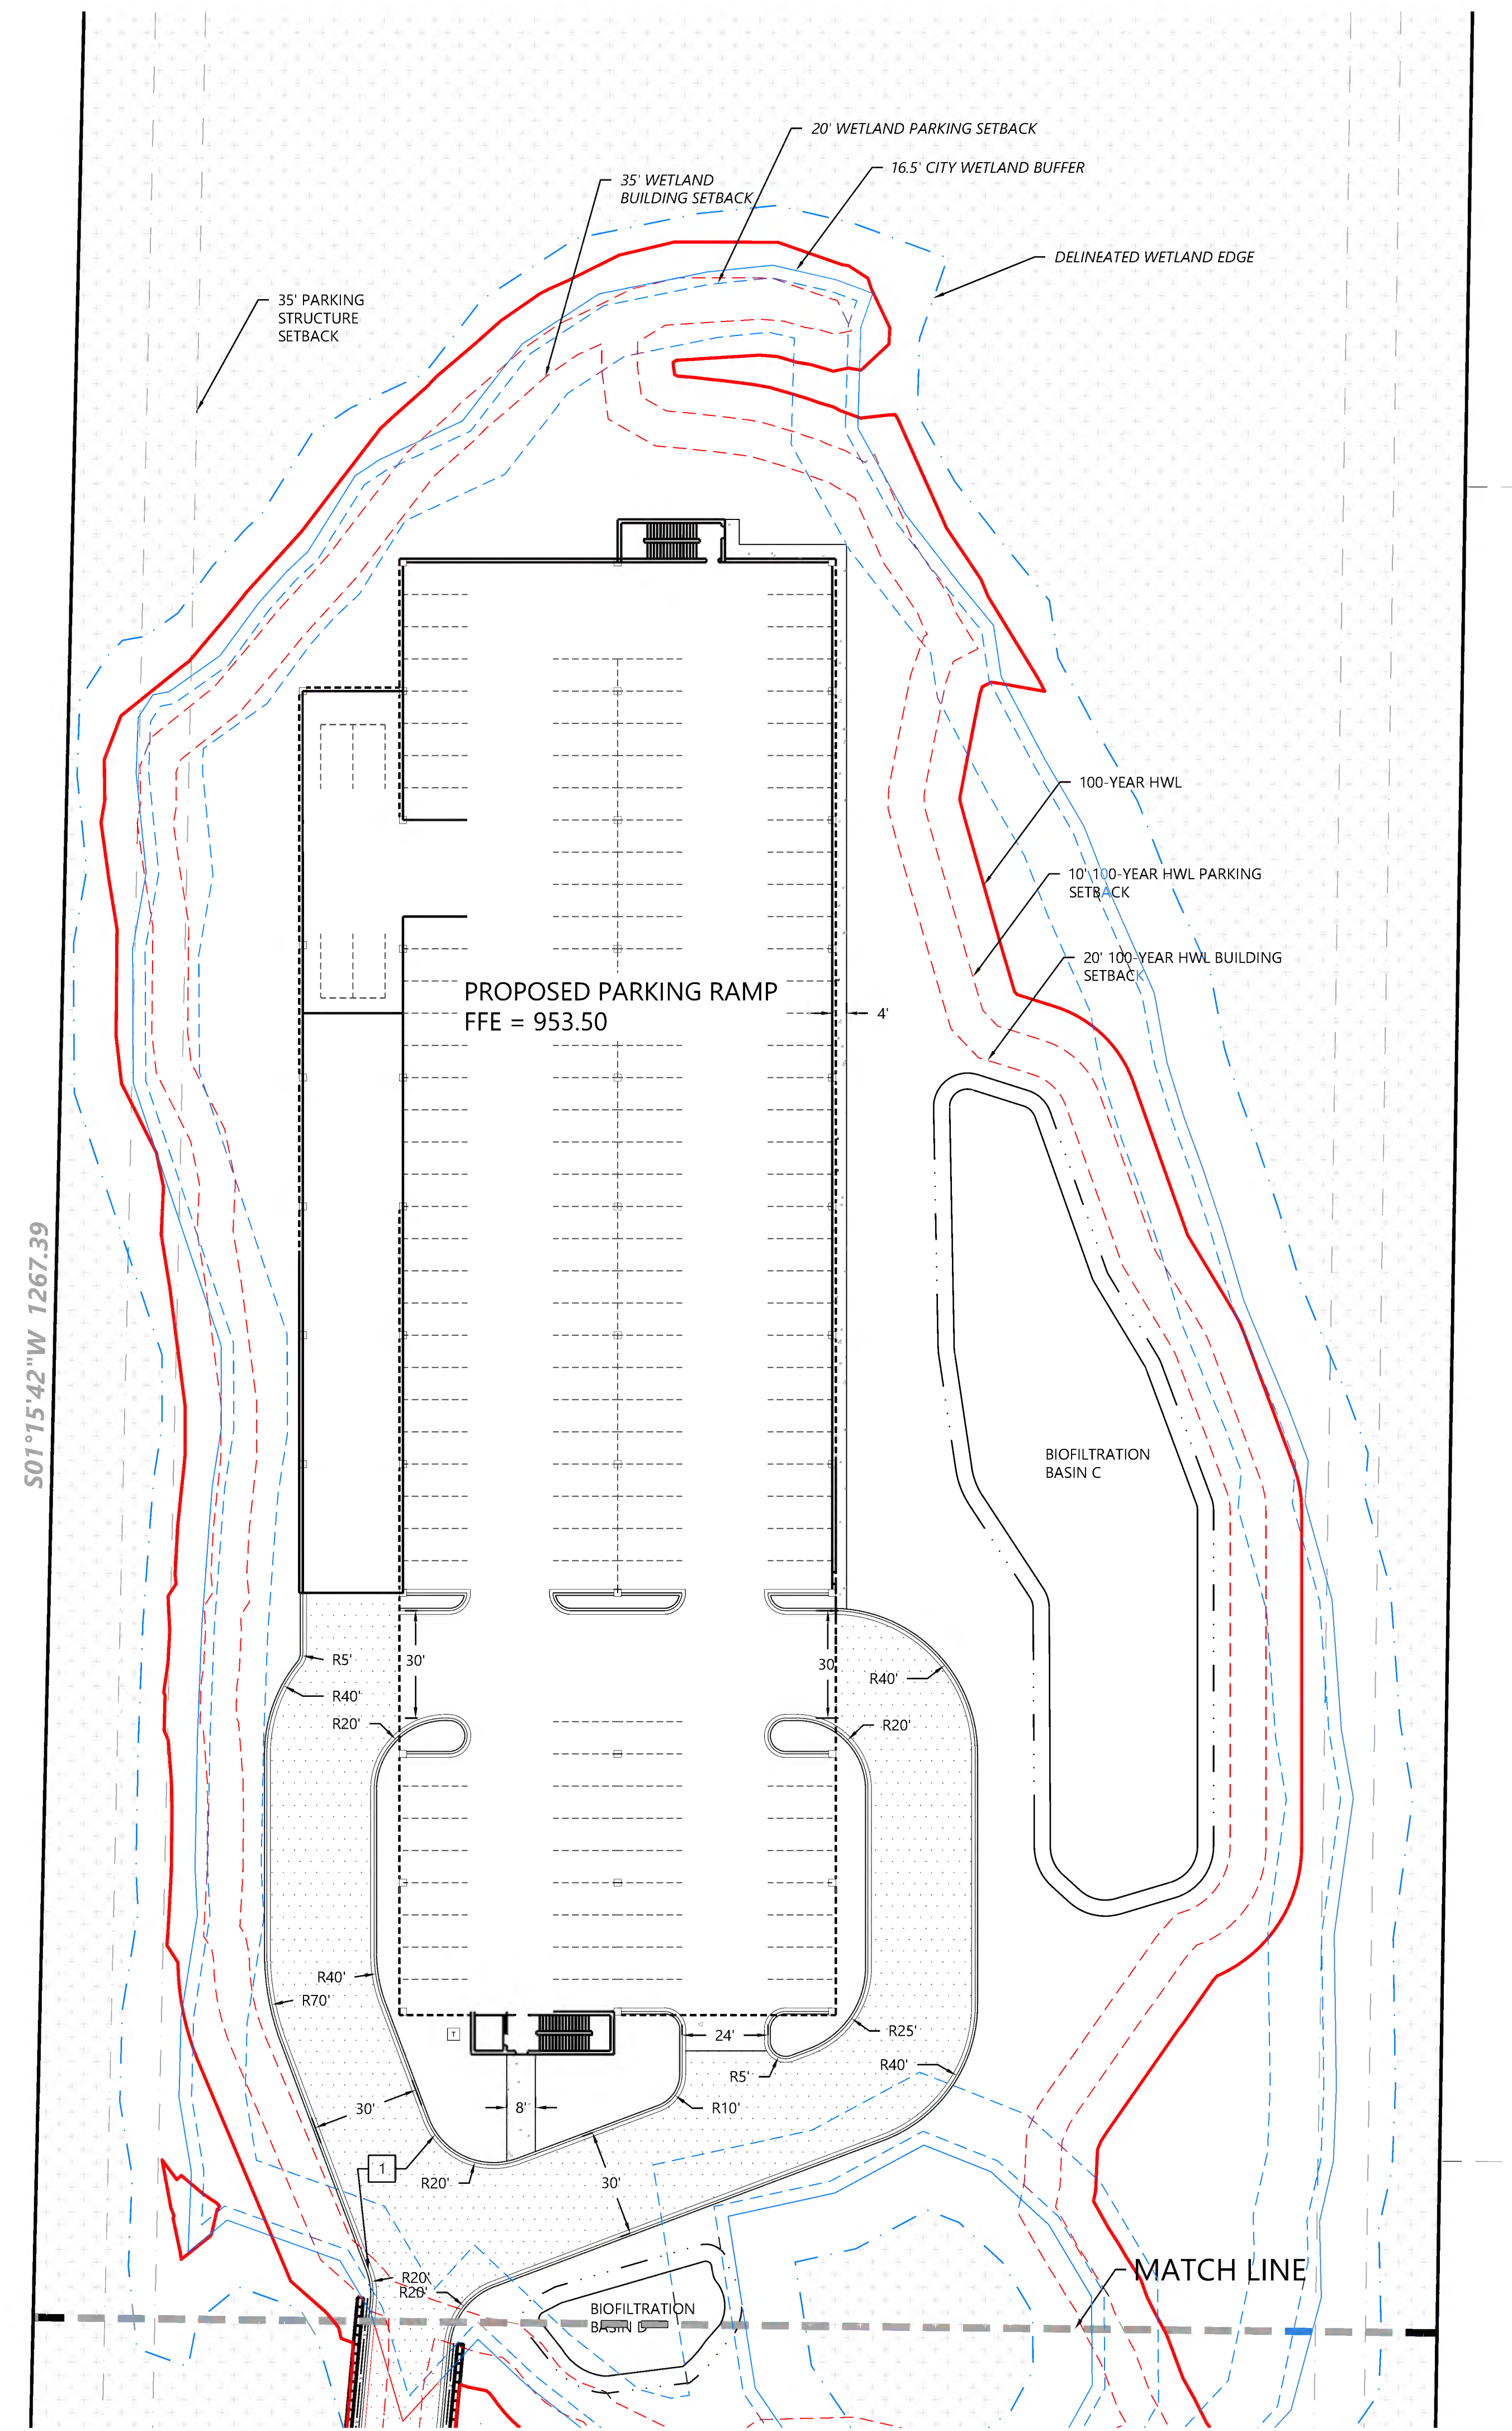 20' WETLAND PARKING SETBACK
16.5' CITY WETLAND BUFFER
35' WETLAND
BUILDING SETBACK
DELINEATED WETLAND EDGE
35' PARKING
STRUCTURE
SETBACK
100-YEAR HWL
10' 100-YEAR HWL PARKING
SETBACK
20' 100-YEAR HWL BUILDING
SETBACK
PROPOSED PARKING RAMP
FFE = 953.50
4'
S01°15'42"W 1267.39
BIOFILTRATION
BASIN C
R5'
30'
30
R40'
R40'
R20'
R20'
R40'
R70'
T
24'
R25'
R5'
R40'
30'
8'
R10'
1
R20'
30'
R20'
R20'
MATCH LINE
BIOFILTRATION
BASIN